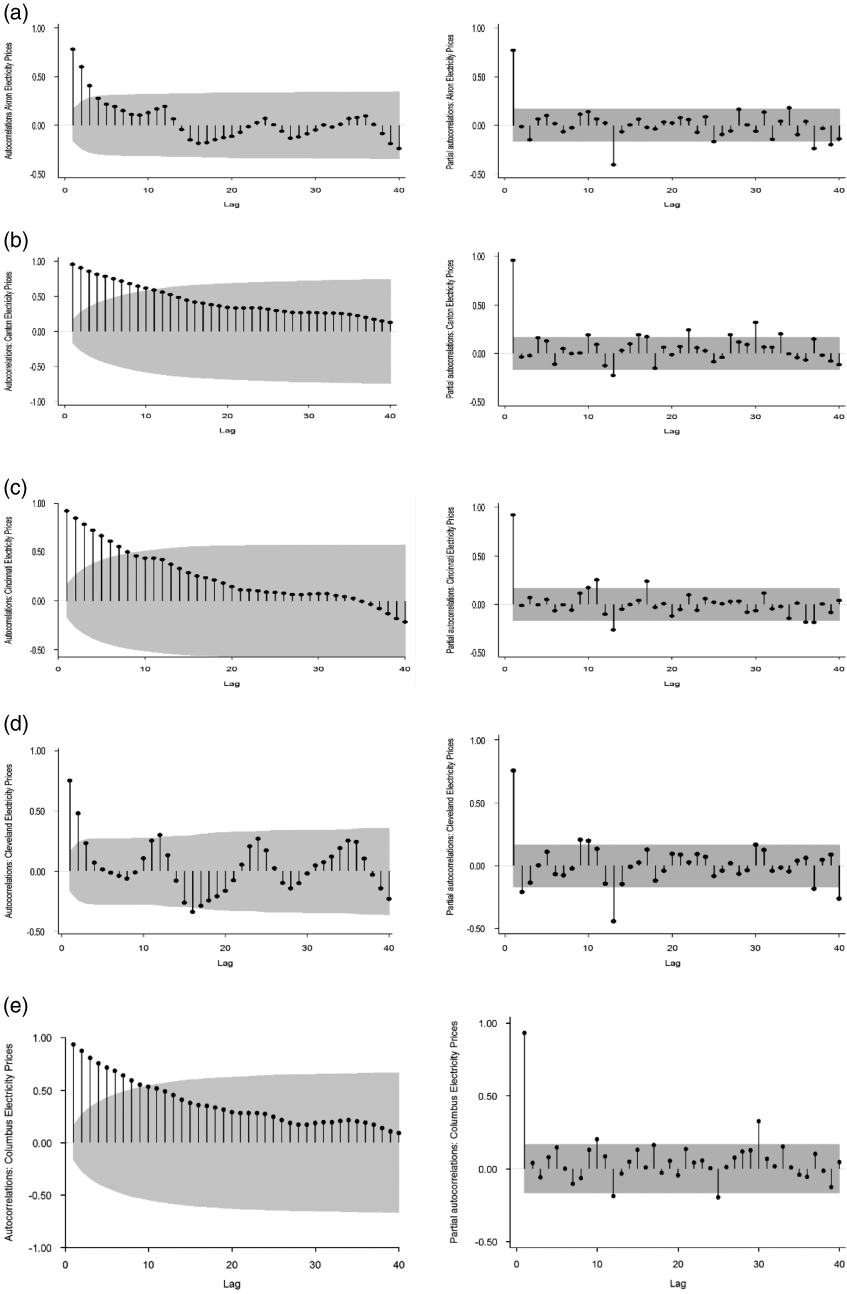 (a)
Autocorrelations Akron Electricity Prices
1.00
0.50
0.00
-0.50
0 10 20 30 40
Lag
Partial autocorrelations: Akron Electricity Prices
1.00
0.50
0.00
-0.50
0 10 20 30 40
Lag
(b)
Autocorrelations: Canton Electricity Prices
1.00
0.50
0.00
-0.50
-1.00
0 10 20 30 40
Lag
Partial autocorrelations: Canton Electricity Prices
1.00
0.50
0.00
-0.50
0 10 20 30 40
Lag
(c)
Autocorrelations: Cincinati Electricity Prices
1.00
0.50
0.00
-0.50
0 10 20 30 40
Lag
Partial autocorrelations: Cincinnati Electricity Prices
1.00
0.50
0.00
-0.50
0 10 20 30 40
Lag
(d)
Autocorrelations: Cleveland Electricity Prices
1.00
0.50
0.00
-0.50
0 10 20 30 40
Lag
Partial autocorrelations: Cleveland Electricity Prices
1.00
0.50
0.00
-0.50
0 10 20 30 40
Lag
(e)
Autocorrelations: Columbus Electricity Prices
1.00
0.50
0.00
-0.50
-1.00
0 10 20 30 40
Lag
Partial autocorrelations: Columbus Electricity Prices
1.00
0.50
0.00
-0.50
0 10 20 30 40
Lag